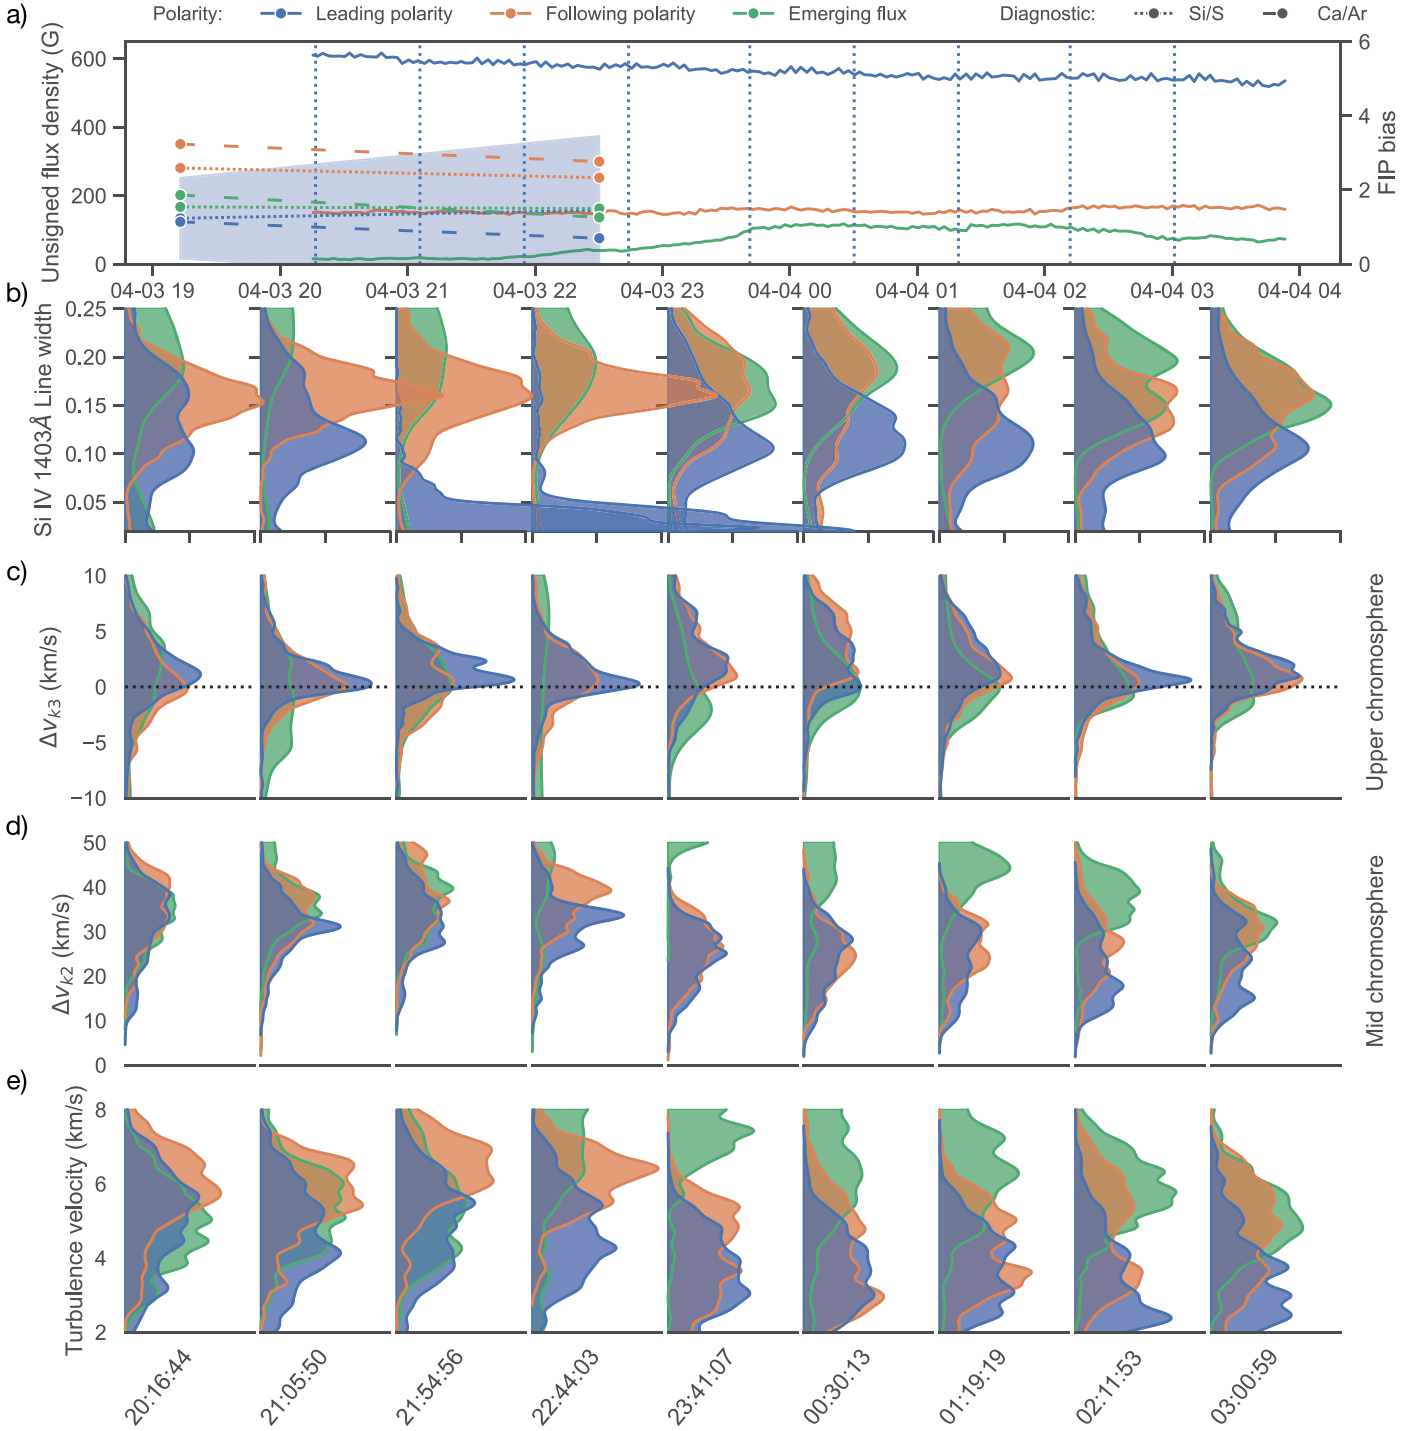 a)
Polarity: Leading polarity Following polarity Emerging flux Diagnostic: Si/S Ca/Ar
Unsigned flux density (G)
600
400
200
0
6
4
2
0
FIP bias
04-03 19 04-03 20 04-03 21 04-03 22 04-03 23 04-04 00 04-04 01 04-04 02 04-04 03 04-04 04
b)
Si IV 1403Å Line width
0.25
0.20
0.15
0.10
0.05
c)
Δvk3 (km/s)
10
5
0
−5
−10
Upper chromosphere
d)
Δvk2 (km/s)
50
40
30
20
10
0
Mid chromosphere
e)
Turbulence velocity (km/s)
8
6
4
2
20:16:44 21:05:50 21:54:56 22:44:03 23:41:07 00:30:13 01:19:19 02:11:53 03:00:59